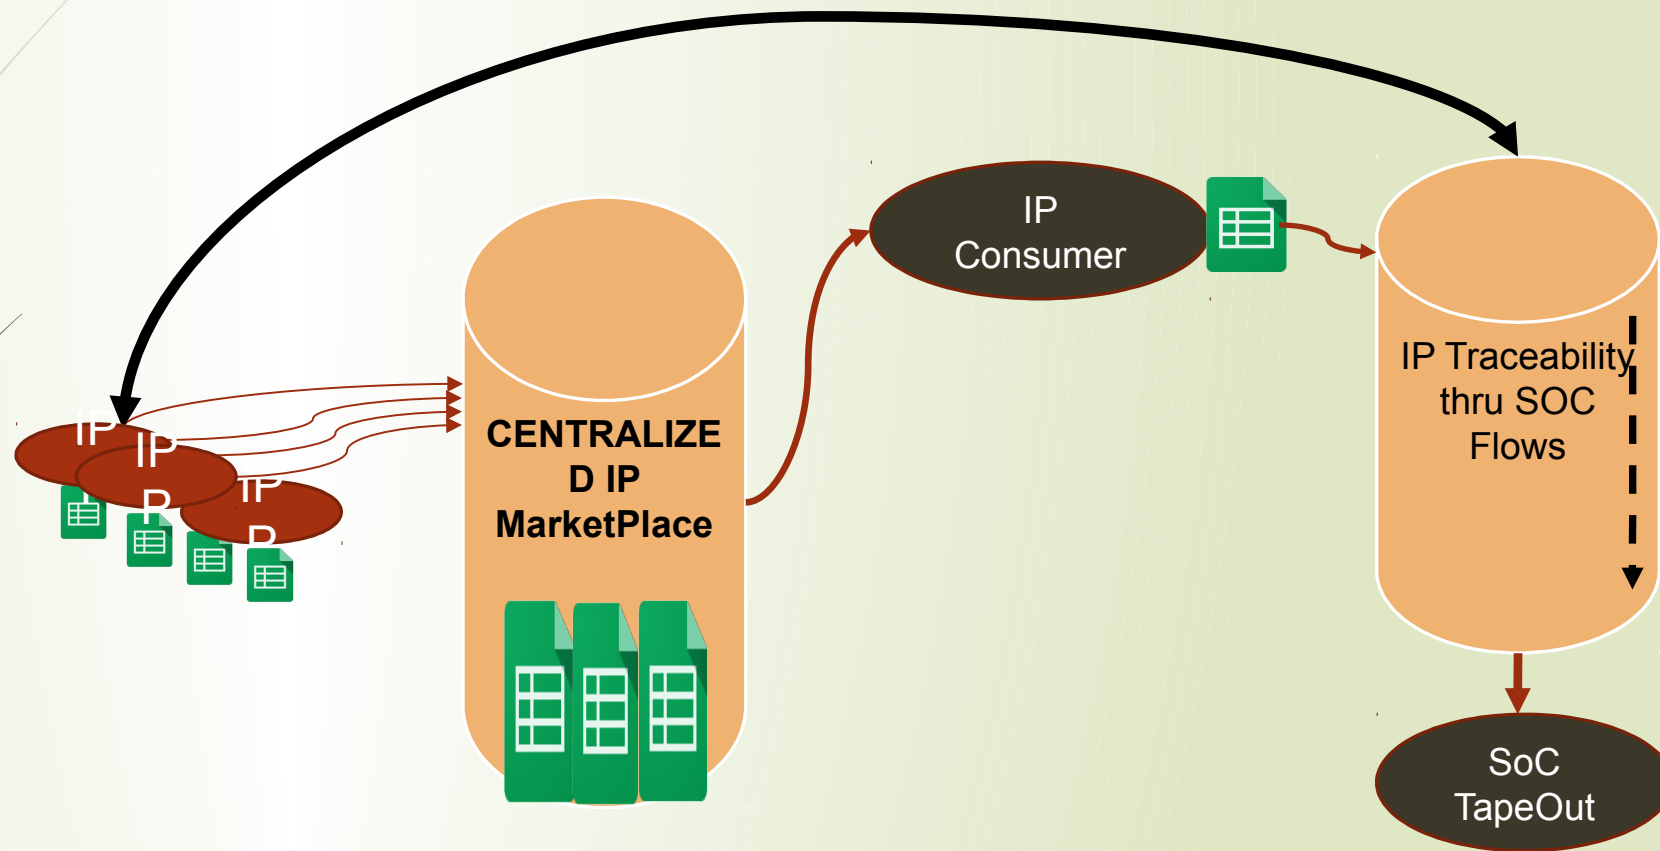 IP
IP
P
IP
P
CENTRALIZE
D IP
MarketPlace
IP
Consumer
IP Traceability
thru SOC
Flows
SoC
TapeOut